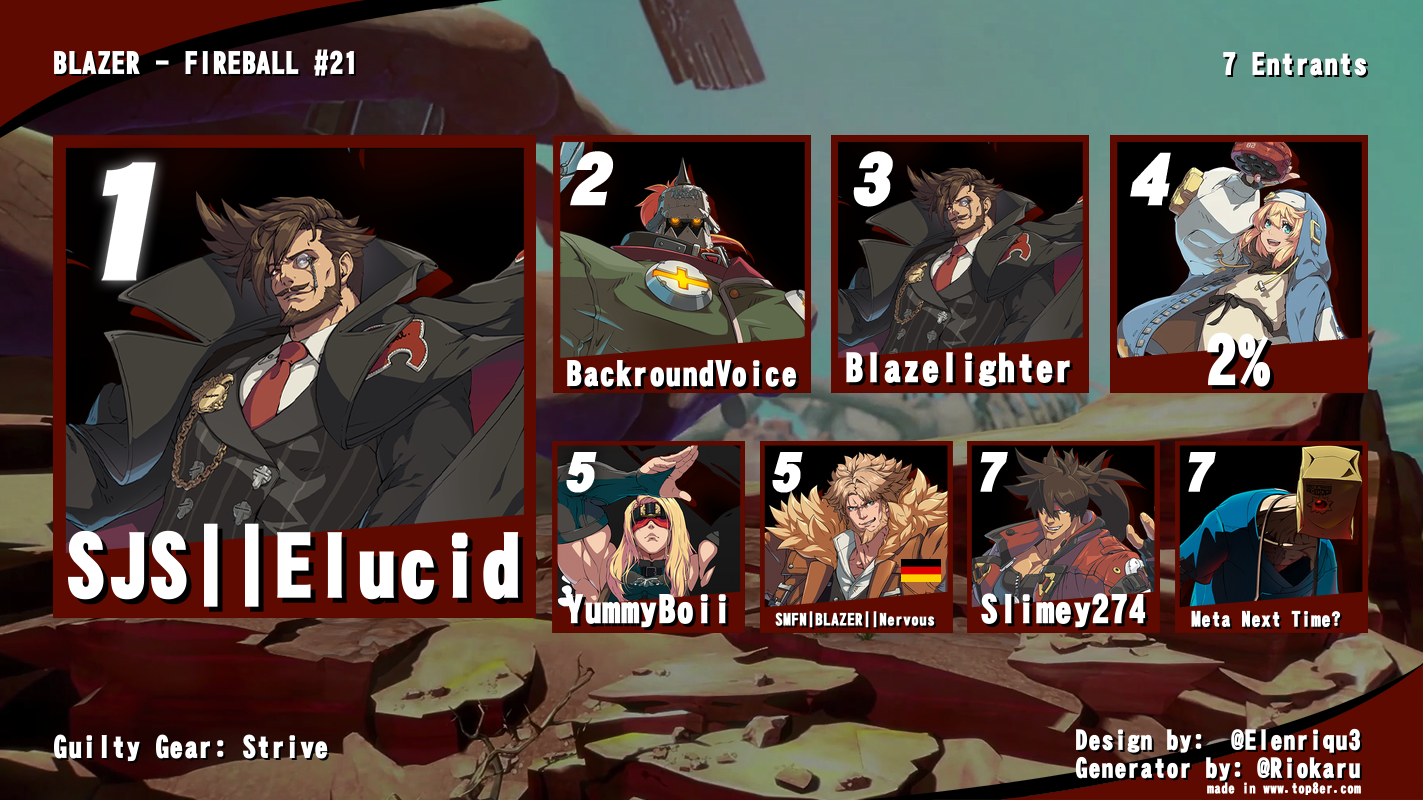 BLAZER - FIREBALL #21
7 Entrants
1
2
3
4
SJS||Elucid
BackroundVoice
Blazelighter
2%
5
5
7
7
YummyBoii
SMFN|BLAZER||Nervous
Slimey274
Meta Next Time?
Guilty Gear: Strive
Design by: @Elenriqu3
Generator by: @Riokaru
made in www.top8er.com